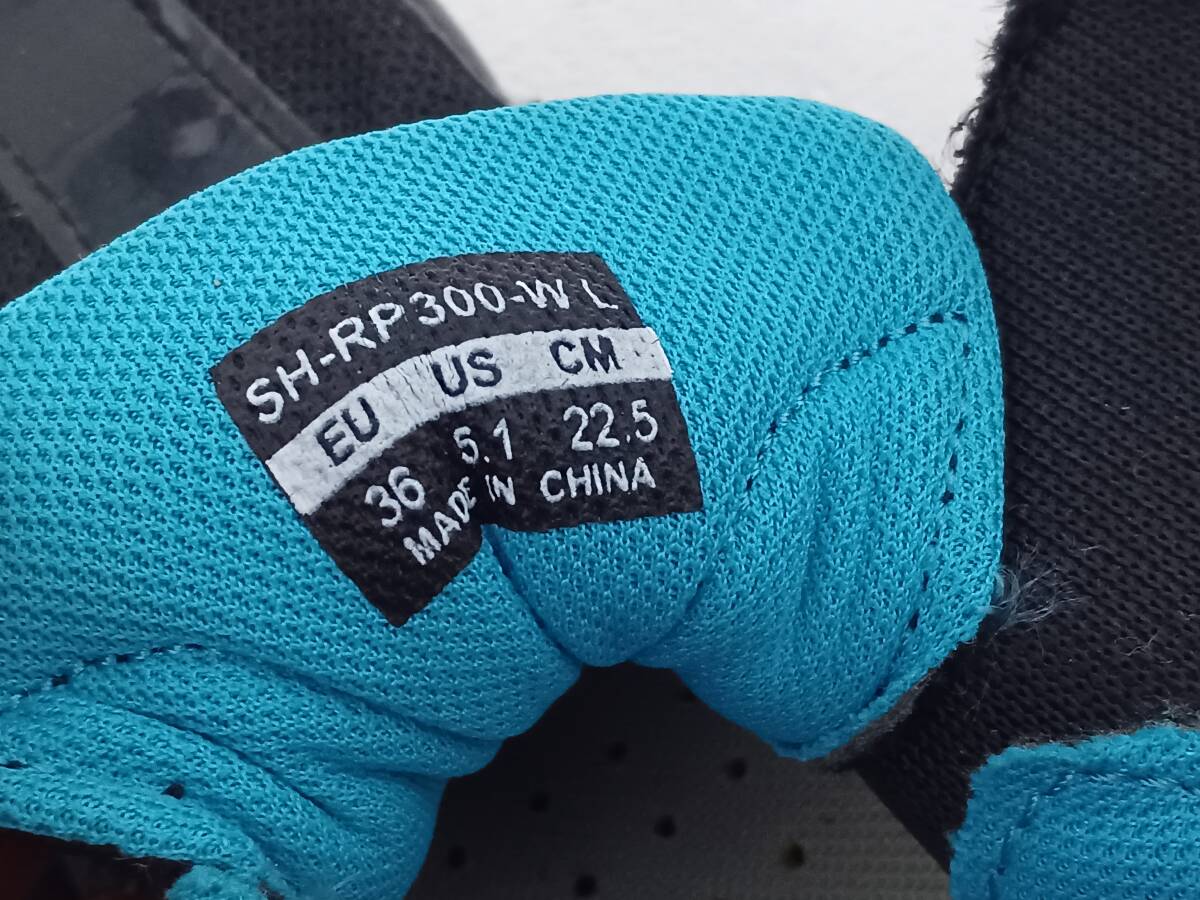 SH-RP300-W L
EU US CM
36 5.1 22.5
MADE IN CHINA